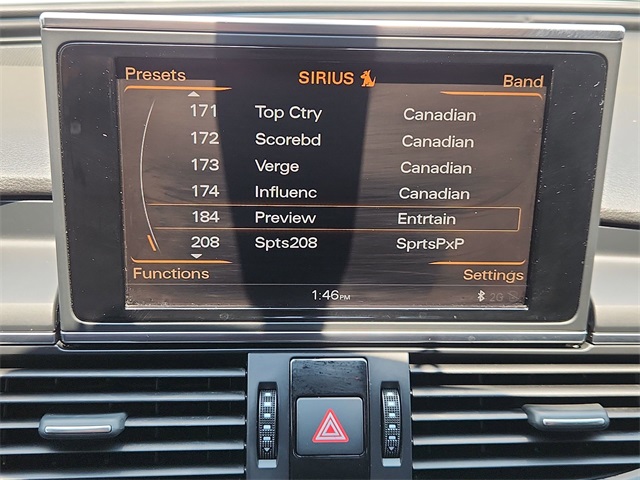 Presets SIRIUS Band
171 Top Ctry Canadian
172 Scorebd Canadian
173 Verge Canadian
174 Influenc Canadian
184 Preview Entrtain
208 Spts208 SprtsPxP
Functions Settings
1:46PM 2G